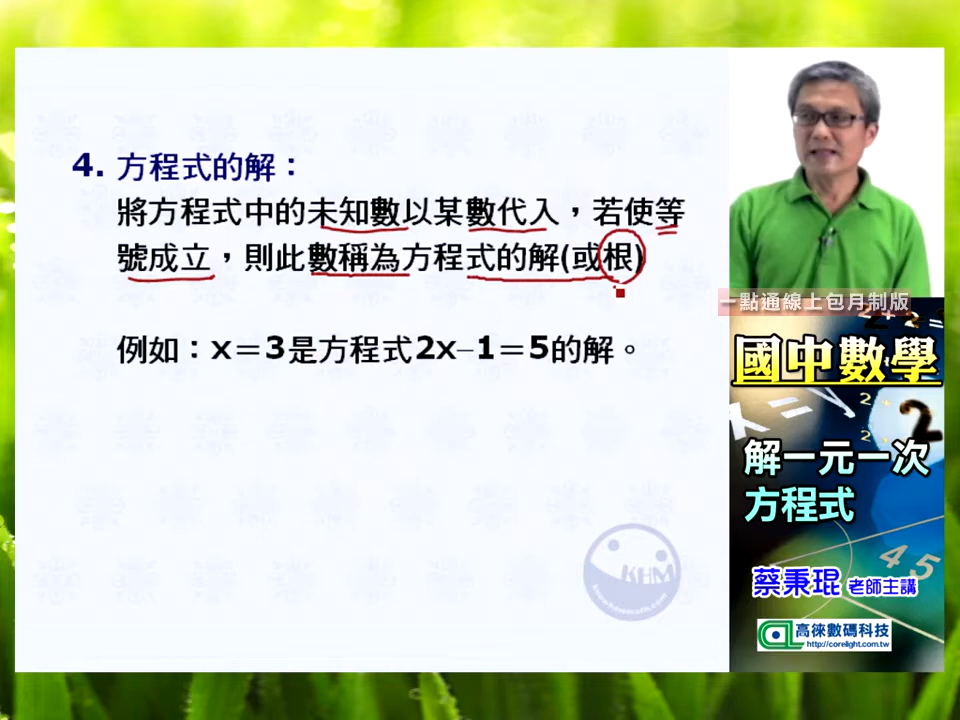 4. 方程式的解：
將方程式中的未知數以某數代入，若使等
號成立，則此數稱為方程式的解(或根)
例如：x＝3是方程式2x－1＝5的解。
一點通線上包月制版
國中數學
解一元一次
方程式
蔡秉琨 老師主講
高徠數碼科技
http://corelight.com.tw
KHM